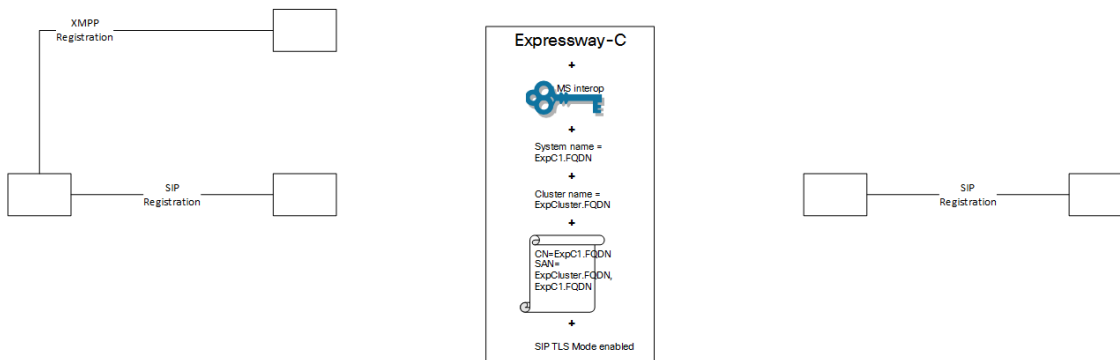 XMPP
Registration
SIP
Registration
Expressway-C
+
MS interop
+
System name =
ExpC1.FQDN
+
Cluster name =
ExpCluster.FQDN
+
CN=ExpC1.FQDN
SAN=
ExpCluster.FQDN,
ExpC1.FQDN
+
SIP TLS Mode enabled
SIP
Registration